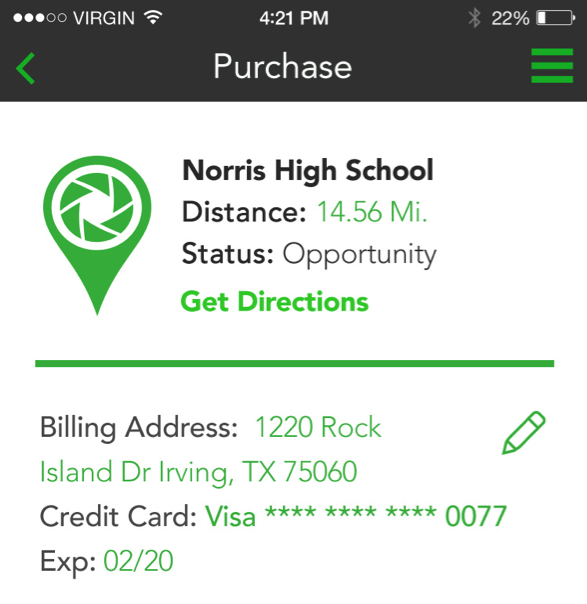 VIRGIN 4:21 PM 22%
Purchase
Norris High School
Distance: 14.56 Mi.
Status: Opportunity
Get Directions
Billing Address: 1220 Rock
Island Dr Irving, TX 75060
Credit Card: Visa **** **** **** 0077
Exp: 02/20